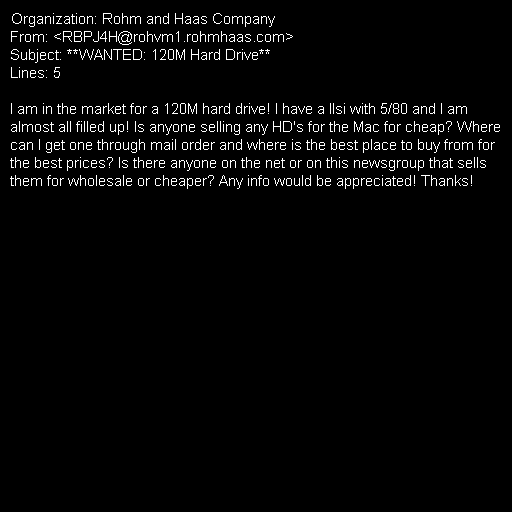 Organization: Rohm and Haas Company
From: <RBPJ4H@rohvm1.rohmhaas.com>
Subject: **WANTED: 120M Hard Drive**
Lines: 5

I am in the market for a 120M hard drive! I have a IIsi with 5/80 and I am
almost all filled up! Is anyone selling any HD's for the Mac for cheap? Where
can I get one through mail order and where is the best place to buy from for
the best prices? Is there anyone on the net or on this newsgroup that sells
them for wholesale or cheaper? Any info would be appreciated! Thanks!